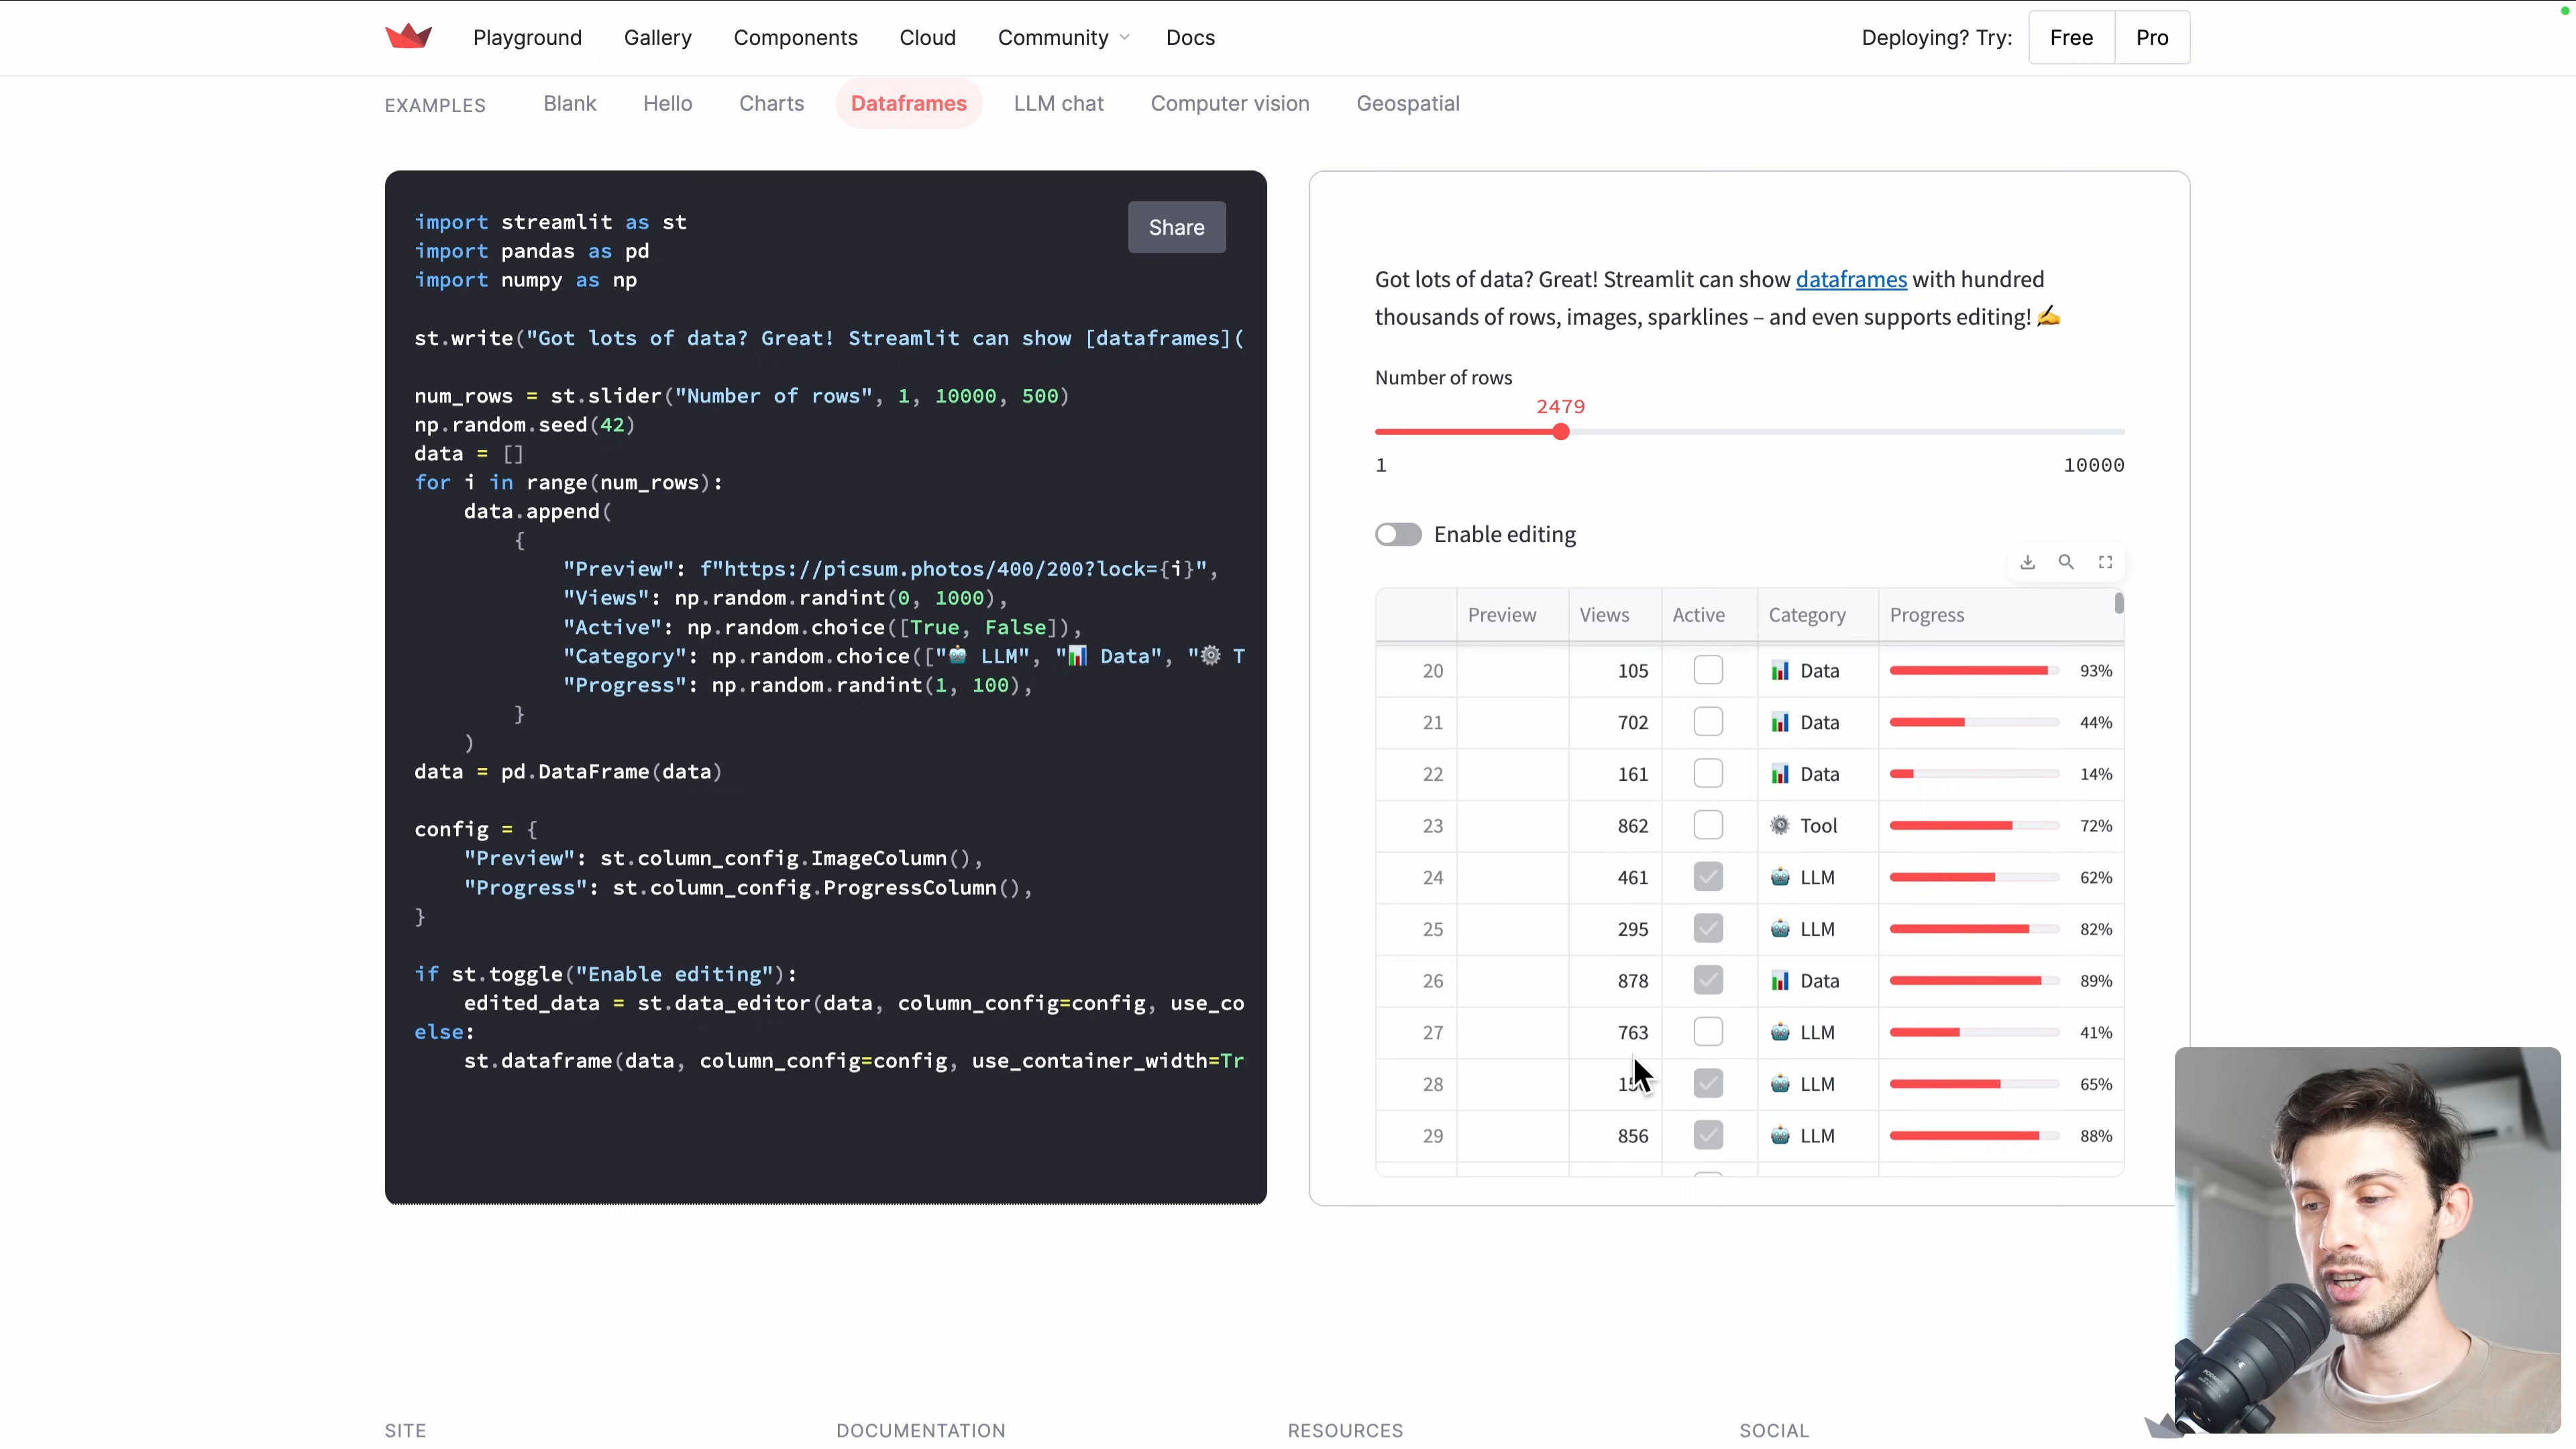 Playground Gallery Components Cloud Community Docs Deploying? Try: Free Pro
EXAMPLES Blank Hello Charts Dataframes LLM chat Computer vision Geospatial
import streamlit as st
import pandas as pd
import numpy as np
Share
st.write("Got lots of data? Great! Streamlit can show [dataframes](
num_rows = st.slider("Number of rows", 1, 10000, 500)
np.random.seed(42)
data = []
for i in range(num_rows):
data.append(
{
"Preview": f"https://picsum.photos/400/200?lock={i}",
"Views": np.random.randint(0, 1000),
"Active": np.random.choice([True, False]),
"Category": np.random.choice(["🤖 LLM", "📊 Data", "⚙️ T
"Progress": np.random.randint(1, 100),
}
)
data = pd.DataFrame(data)
config = {
"Preview": st.column_config.ImageColumn(),
"Progress": st.column_config.ProgressColumn(),
}
if st.toggle("Enable editing"):
edited_data = st.data_editor(data, column_config=config, use_co
else:
st.dataframe(data, column_config=config, use_container_width=Tr
Got lots of data? Great! Streamlit can show dataframes with hundred
thousands of rows, images, sparklines – and even supports editing! ✍️
Number of rows
2479
1 10000
Enable editing
Preview Views Active Category Progress
20 105 📊 Data 93%
21 702 📊 Data 44%
22 161 📊 Data 14%
23 862 ⚙️ Tool 72%
24 461 🤖 LLM 62%
25 295 🤖 LLM 82%
26 878 📊 Data 89%
27 763 🤖 LLM 41%
28 🤖 LLM 65%
29 856 🤖 LLM 88%
SITE DOCUMENTATION RESOURCES SOCIAL